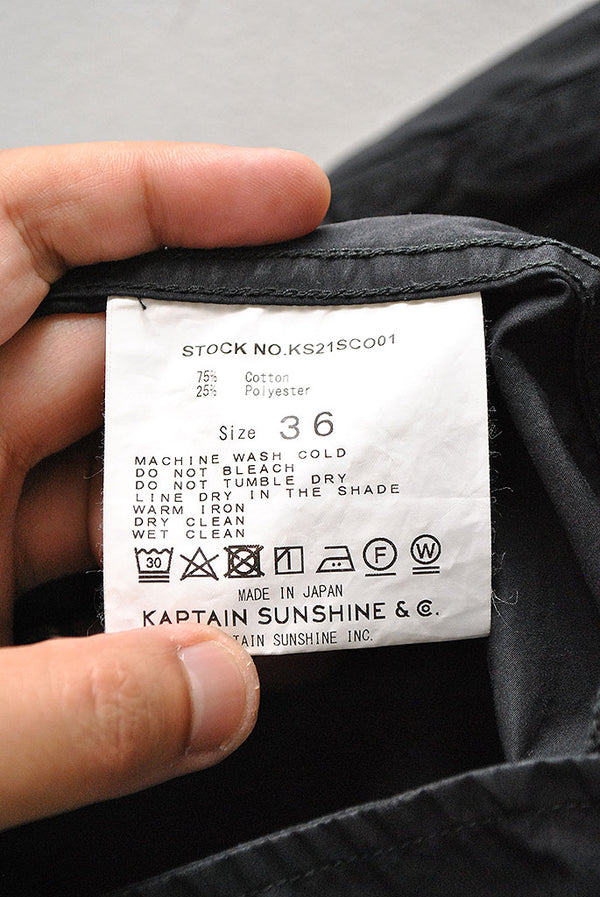 STOCK NO.KS21SCO01
75% Cotton
25% Polyester
Size 36
MACHINE WASH COLD
DO NOT BLEACH
DO NOT TUMBLE DRY
LINE DRY IN THE SHADE
WARM IRON
DRY CLEAN
WET CLEAN
30 F W
MADE IN JAPAN
KAPTAIN SUNSHINE & Co.
TAIN SUNSHINE INC.